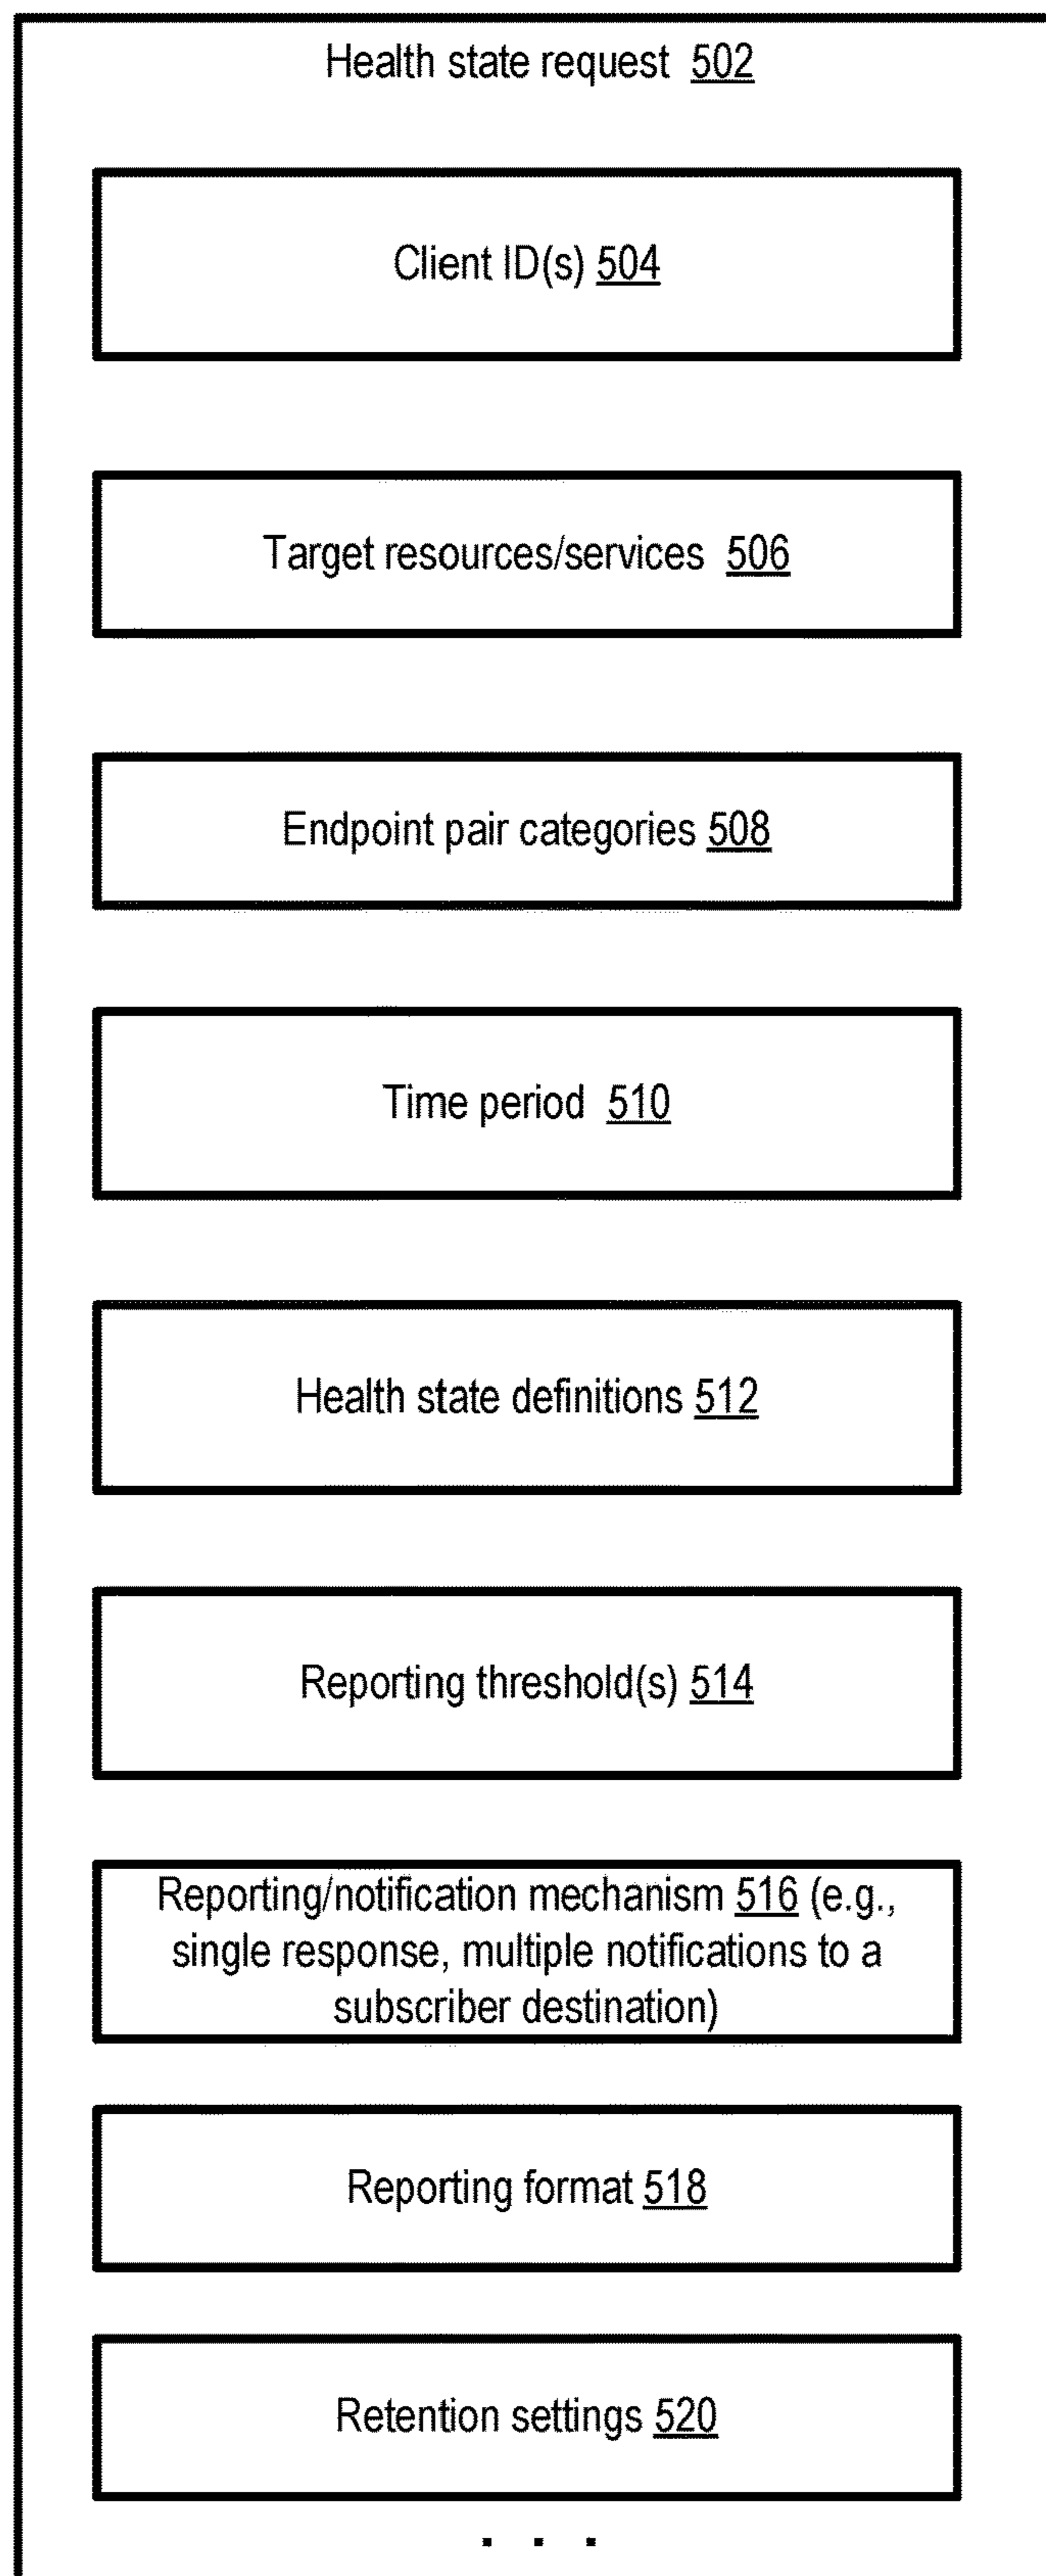 Health state request 502
Client ID(s) 504
Target resources/services 506
Endpoint pair categories 508
Time period 510
Health state definitions 512
Reporting threshold(s) 514
Reporting/notification mechanism 516 (e.g.,
single response, multiple notifications to a
subscriber destination)
Reporting format 518
Retention settings 520
. . .